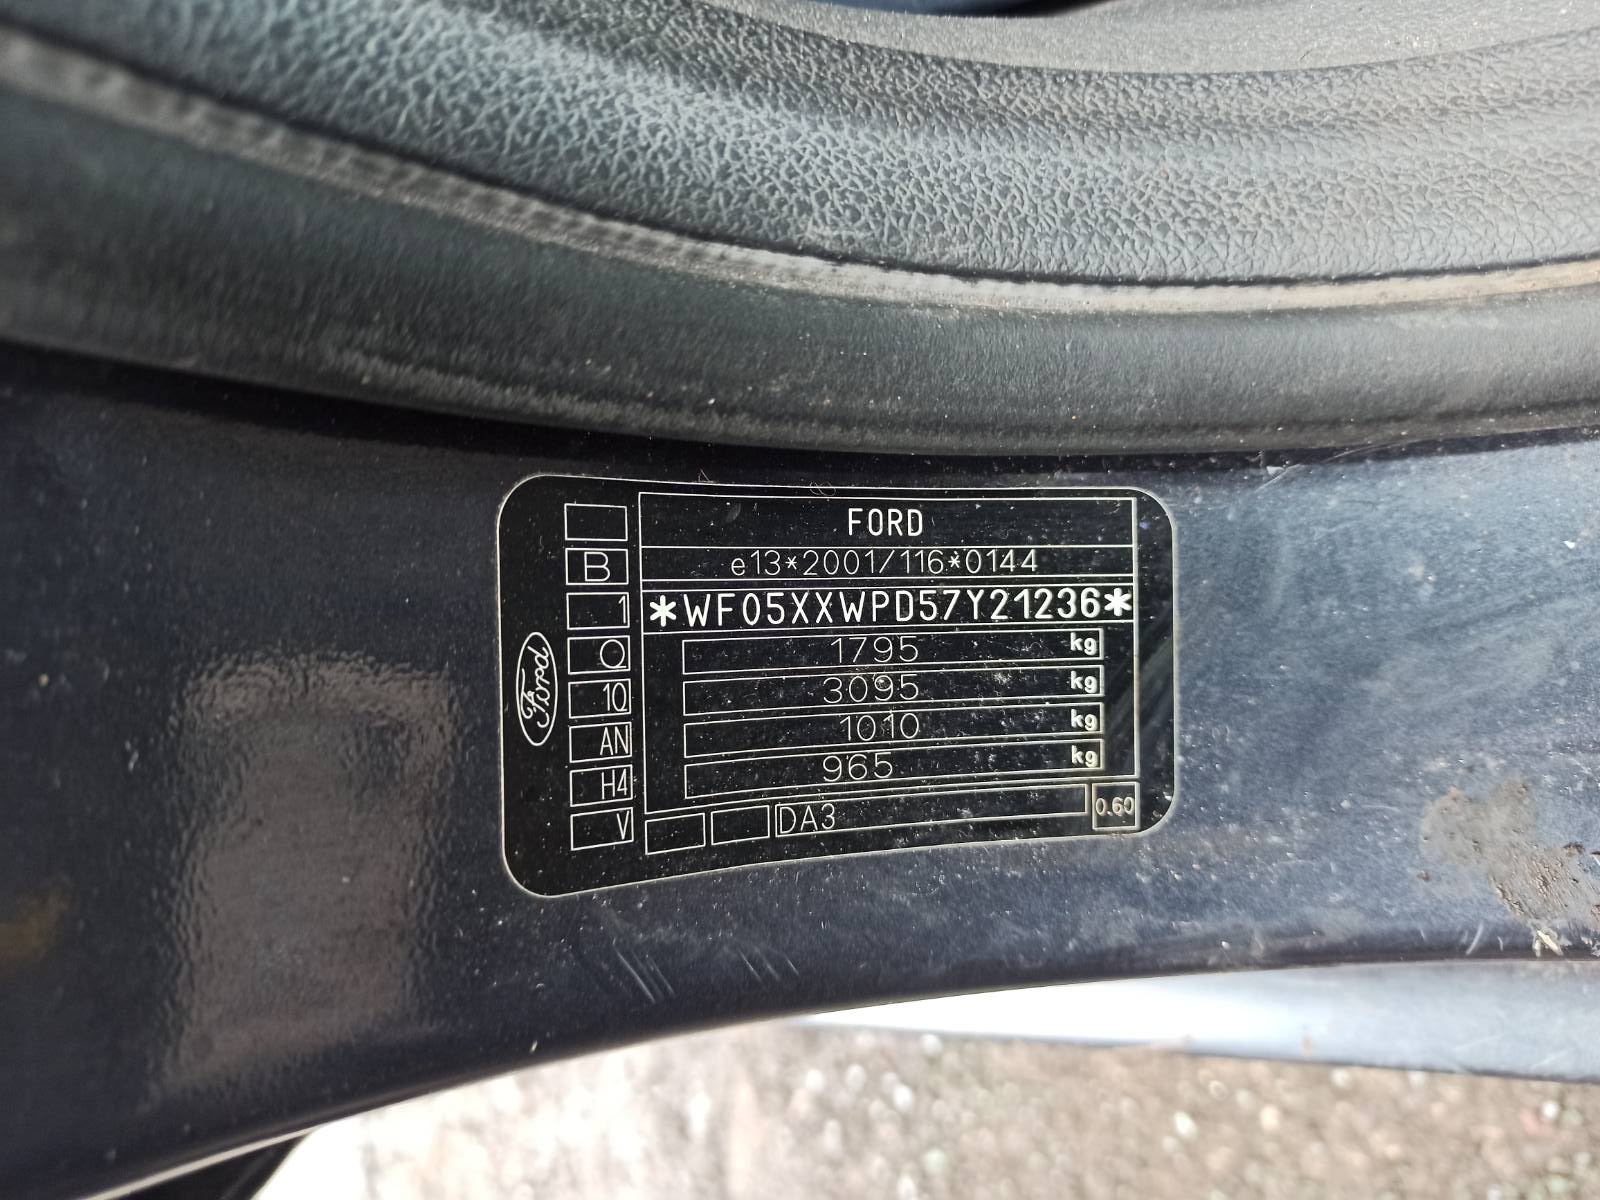 FORD
e13*2001/116*0144
*WF05XXWPD57Y21236*
1795 kg
3095 kg
1010 kg
965 kg
DA3 0.60
B
1
Q
1Q
AN
H4
V
Ford